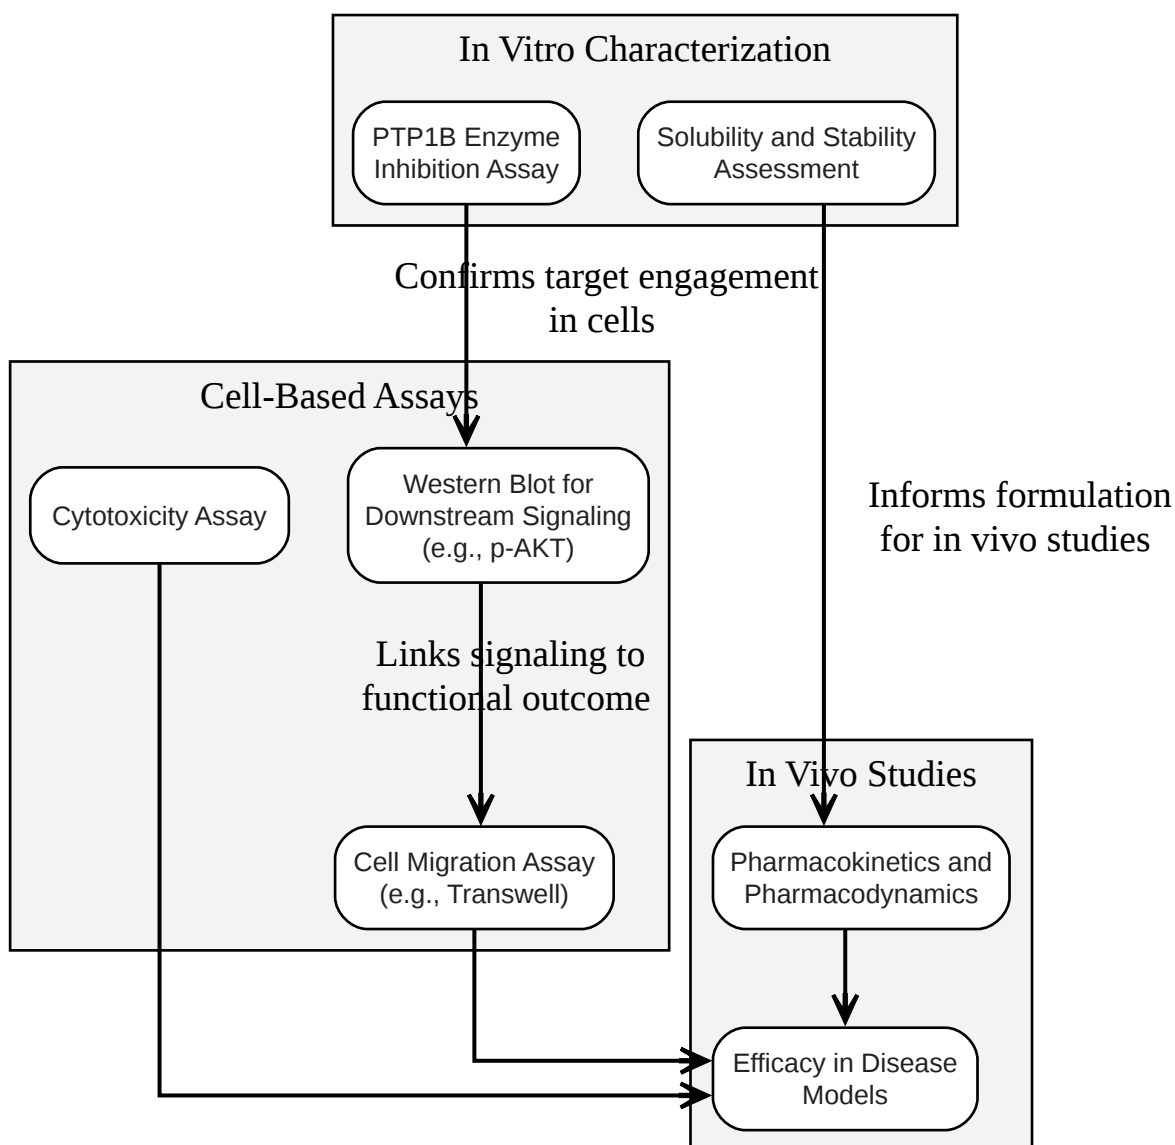 In Vitro Characterization
PTP1B Enzyme
Inhibition Assay
Solubility and Stability
Assessment
Confirms target engagement
in cells
Cell-Based Assays
Cytotoxicity Assay
Western Blot for
Downstream Signaling
(e.g., p-AKT)
Informs formulation
for in vivo studies
Links signaling to
functional outcome
In Vivo Studies
Cell Migration Assay
(e.g., Transwell)
Pharmacokinetics and
Pharmacodynamics
Efficacy in Disease
Models